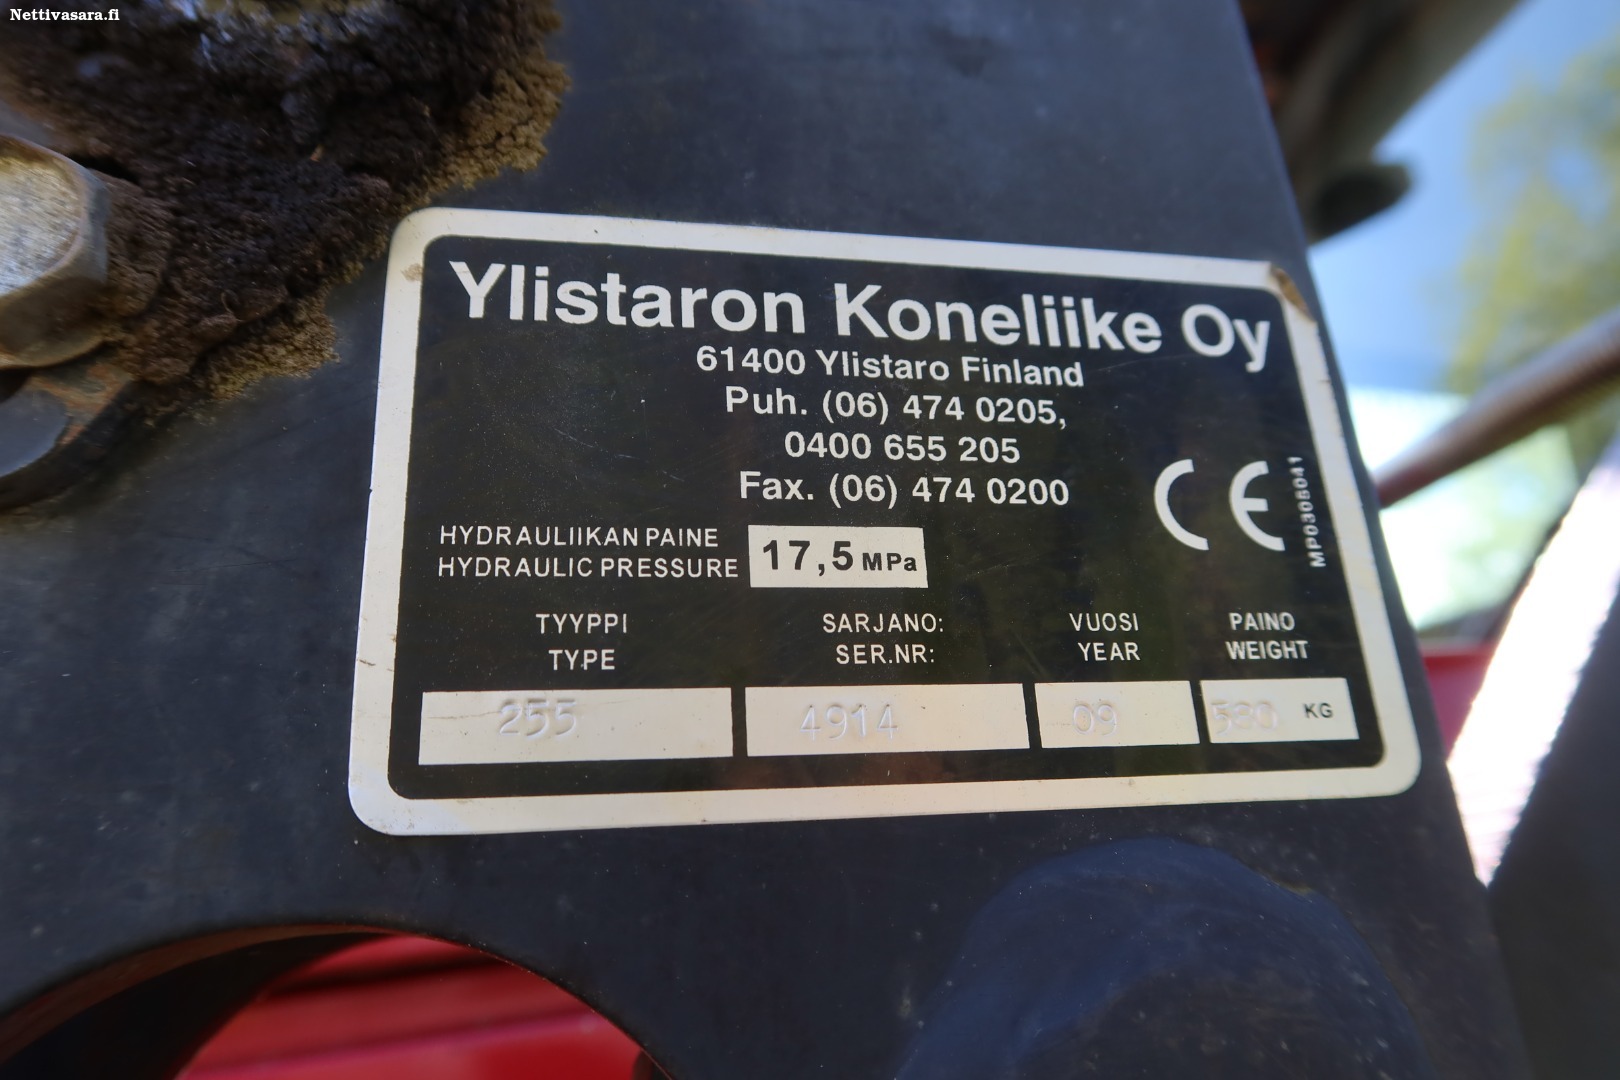 Nettivasara.fi
Ylistaron Koneliike Oy
61400 Ylistaro Finland
Puh. (06) 474 0205,
0400 655 205
Fax. (06) 474 0200
CE
MP0305041
HYDRAULIIKAN PAINE
HYDRAULIC PRESSURE
17,5 MPa
TYYPPI
TYPE
255
SARJANO:
SER.NR:
4914
VUOSI
YEAR
09
PAINO
WEIGHT
580 KG